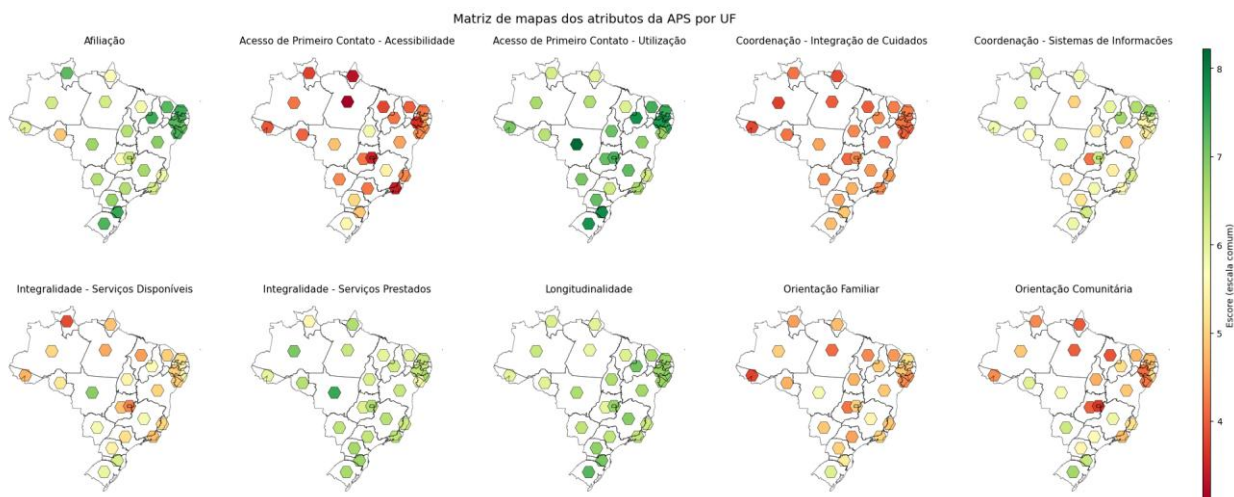 Matriz de mapas dos atributos da APS por UF
Afiliação
Acesso de Primeiro Contato - Acessibilidade
Acesso de Primeiro Contato - Utilização
Coordenação - Integração de Cuidados
Coordenação - Sistemas de Informacões
8
7
6
5
4
Escore (escala comum)
Integralidade - Serviços Disponíveis
Integralidade - Serviços Prestados
Longitudinalidade
Orientação Familiar
Orientação Comunitária